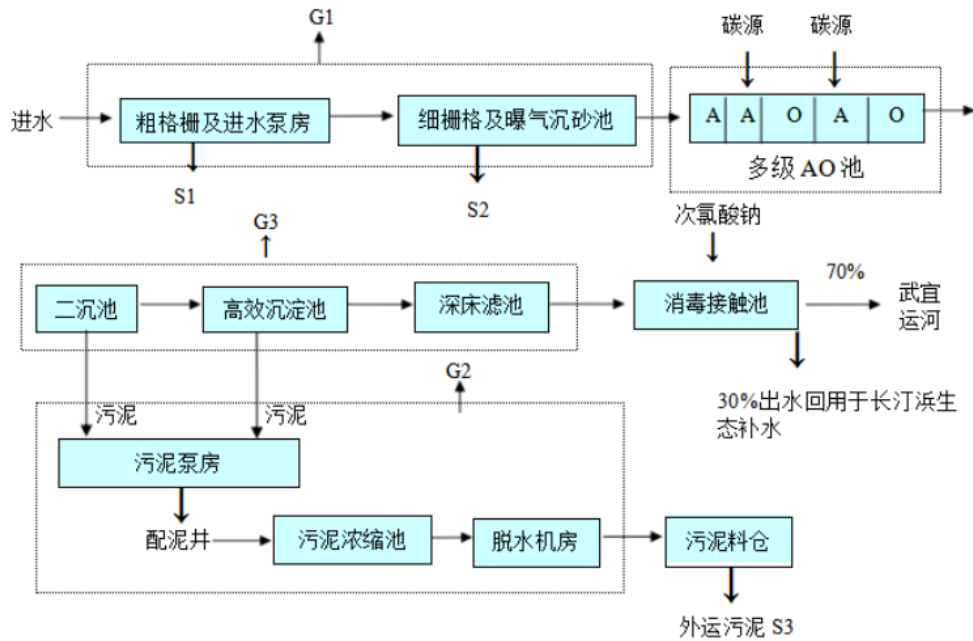 G1
碳源
碳源
进水
粗格栅及进水泵房
细栅格及曝气沉砂池
A A O A O
多级 AO 池
S1
S2
次氯酸钠
G3
70%
二沉池
高效沉淀池
深床滤池
消毒接触池
武宜
运河
G2
污泥
污泥
30%出水回用于长汀浜生
态补水
污泥泵房
配泥井
污泥浓缩池
脱水机房
污泥料仓
外运污泥 S3